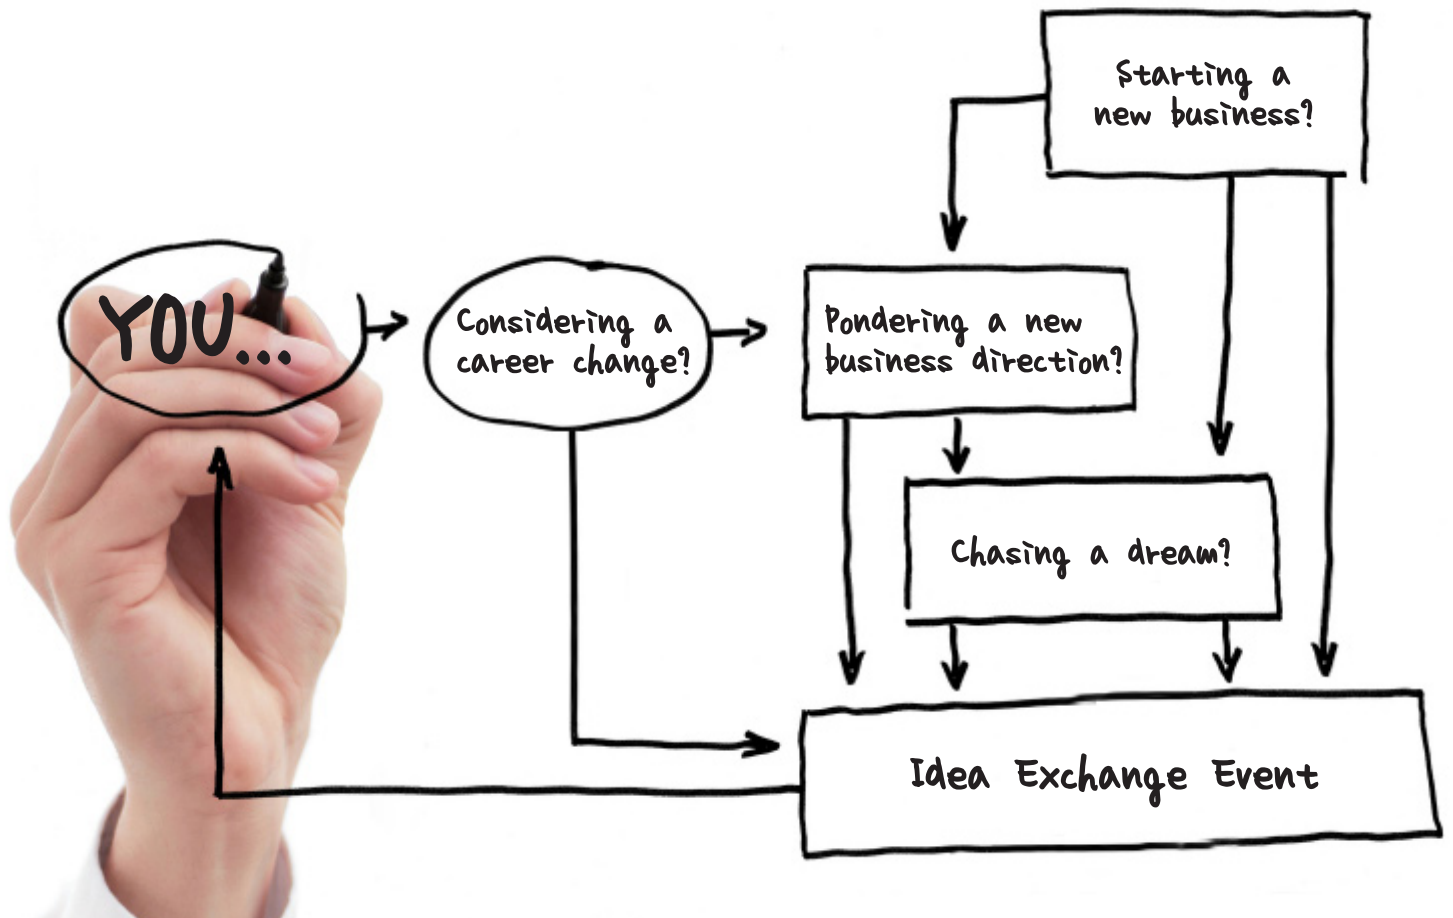 Starting a
new business?
YOU...
Considering a
career change?
Pondering a new
business direction?
Chasing a dream?
Idea Exchange Event